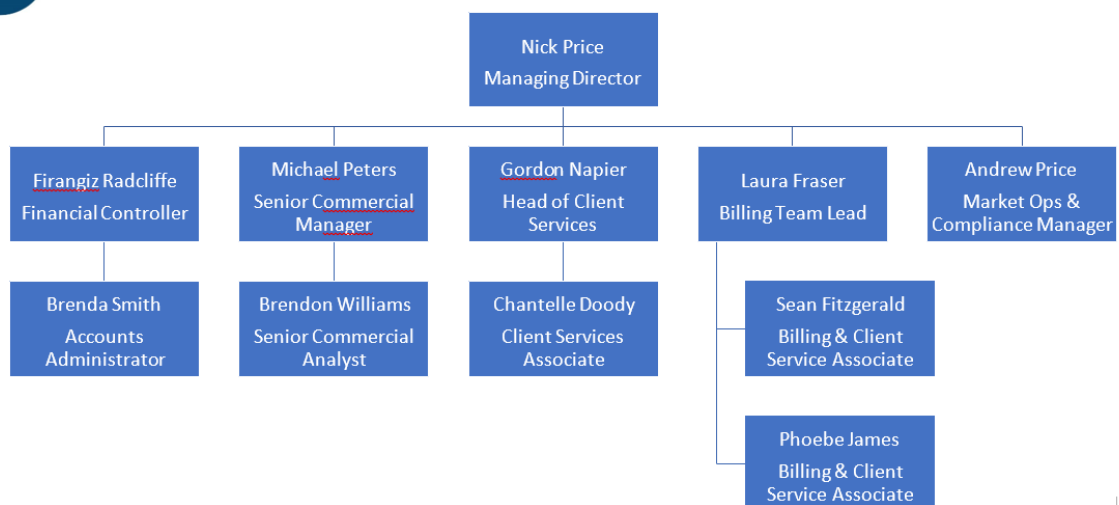 Nick Price
Managing Director
Firangiz Radcliffe
Financial Controller
Michael Peters
Senior Commercial
Manager
Gordon Napier
Head of Client
Services
Laura Fraser
Billing Team Lead
Andrew Price
Market Ops &
Compliance Manager
Brenda Smith
Accounts
Administrator
Brendon Williams
Senior Commercial
Analyst
Chantelle Doody
Client Services
Associate
Sean Fitzgerald
Billing & Client
Service Associate
Phoebe James
Billing & Client
Service Associate